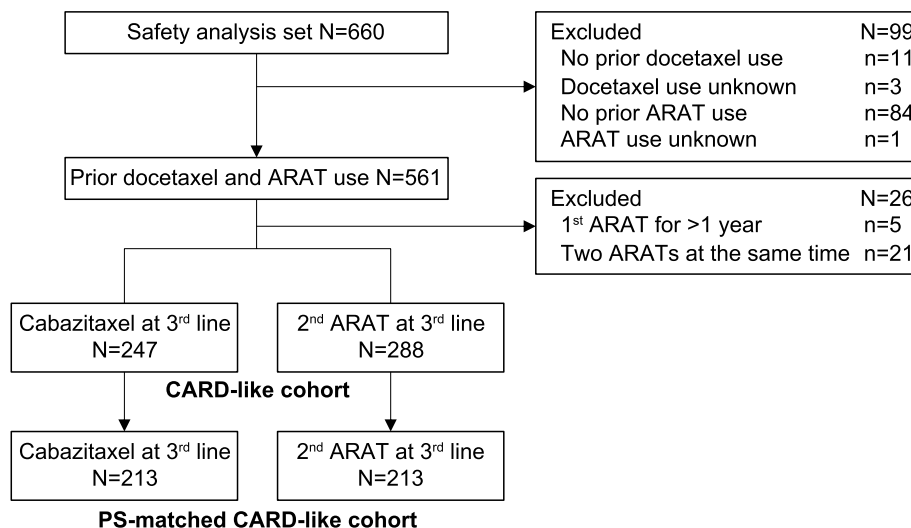 Safety analysis set N=660
Excluded N=99
No prior docetaxel use n=11
Docetaxel use unknown n=3
No prior ARAT use n=84
ARAT use unknown n=1
Prior docetaxel and ARAT use N=561
Excluded N=26
1st ARAT for >1 year n=5
Two ARATs at the same time n=21
Cabazitaxel at 3rd line
N=247
2nd ARAT at 3rd line
N=288
CARD-like cohort
Cabazitaxel at 3rd line
N=213
2nd ARAT at 3rd line
N=213
PS-matched CARD-like cohort